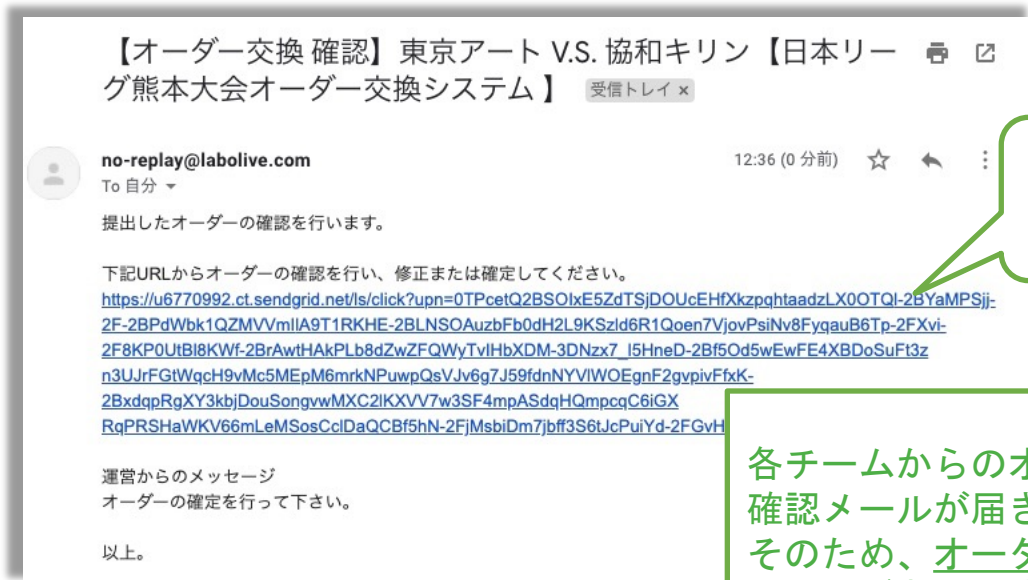 【オーダー交換 確認】東京アート V.S. 協和キリン【日本リー
グ熊本大会オーダー交換システム 】 受信トレイ ×
no-replay@labolive.com 12:36 (0 分前)
To 自分
提出したオーダーの確認を行います。
下記URLからオーダーの確認を行い、修正または確定してください。
https://u6770992.ct.sendgrid.net/ls/click?upn=0TPcetQ2BSOIxE5ZdTSjDOUcEHfXkzpqhtaadzLX0OTQl-2BYaMPSjj-
2F-2BPdWbk1QZMVVmllA9T1RKHE-2BLNSOAuzbFb0dH2L9KSzld6R1Qoen7VjovPsiNv8FyqauB6Tp-2FXvi-
2F8KP0UtBl8KWf-2BrAwtHAkPLb8dZwZFQWyTvIHbXDM-3DNzx7_I5HneD-2Bf5Od5wEwFE4XBDoSuFt3z
n3UJrFGtWqcH9vMc5MEpM6mrkNPuwpQsVJv6g7J59fdnNYVlWOEgnF2gvpivFfxK-
2BxdqpRgXY3kbjDouSongvwMXC2lKXVV7w3SF4mpASdqHQmpcqC6iGX
RqPRSHaWKV66mLeMSosCclDaQCBf5hN-2FjMsbiDm7jbff3S6tJcPuiYd-2FGvH
運営からのメッセージ
オーダーの確定を行って下さい。
以上。
各チームからのオ
確認メールが届き
そのため、オーダ